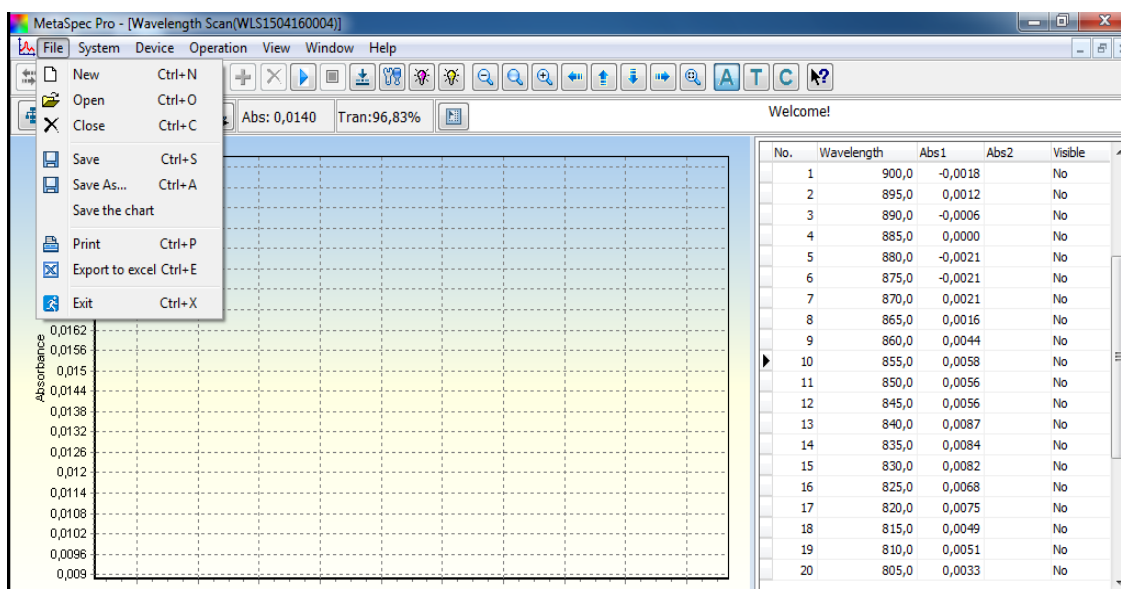 MetaSpec Pro - [Wavelength Scan(WLS1504160004)]
File System Device Operation View Window Help
New Ctrl+N
Open Ctrl+O
Close Ctrl+C
Save Ctrl+S
Save As... Ctrl+A
Save the chart
Print Ctrl+P
Export to excel Ctrl+E
Exit Ctrl+X
A T C
Abs: 0,0140 Tran:96,83%
Welcome!
Absorbance
0,0162
0,0156
0,015
0,0144
0,0138
0,0132
0,0126
0,012
0,0114
0,0108
0,0102
0,0096
0,009
No. Wavelength Abs1 Abs2 Visible
1 900,0 -0,0018 No
2 895,0 0,0012 No
3 890,0 -0,0006 No
4 885,0 0,0000 No
5 880,0 -0,0021 No
6 875,0 -0,0021 No
7 870,0 0,0021 No
8 865,0 0,0016 No
9 860,0 0,0044 No
10 855,0 0,0058 No
11 850,0 0,0056 No
12 845,0 0,0056 No
13 840,0 0,0087 No
14 835,0 0,0084 No
15 830,0 0,0082 No
16 825,0 0,0068 No
17 820,0 0,0075 No
18 815,0 0,0049 No
19 810,0 0,0051 No
20 805,0 0,0033 No